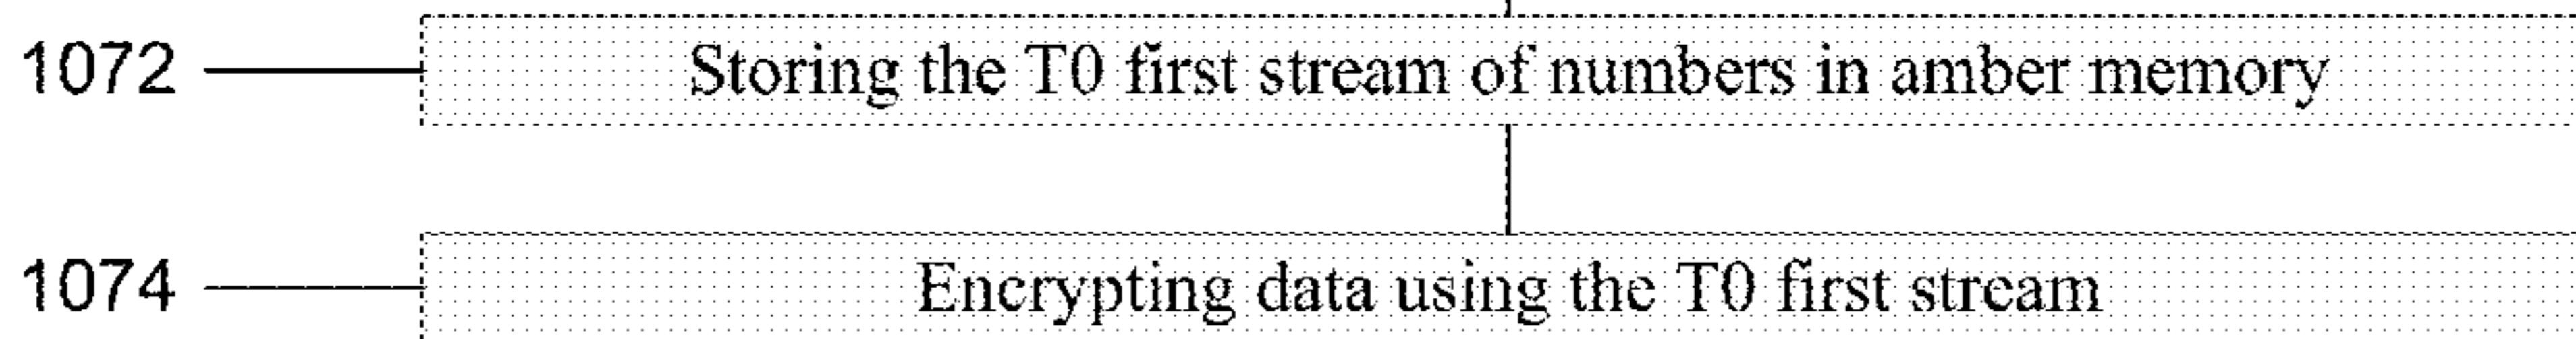 1072 Storing the T0 first stream of numbers in amber memory
1074 Encrypting data using the T0 first stream